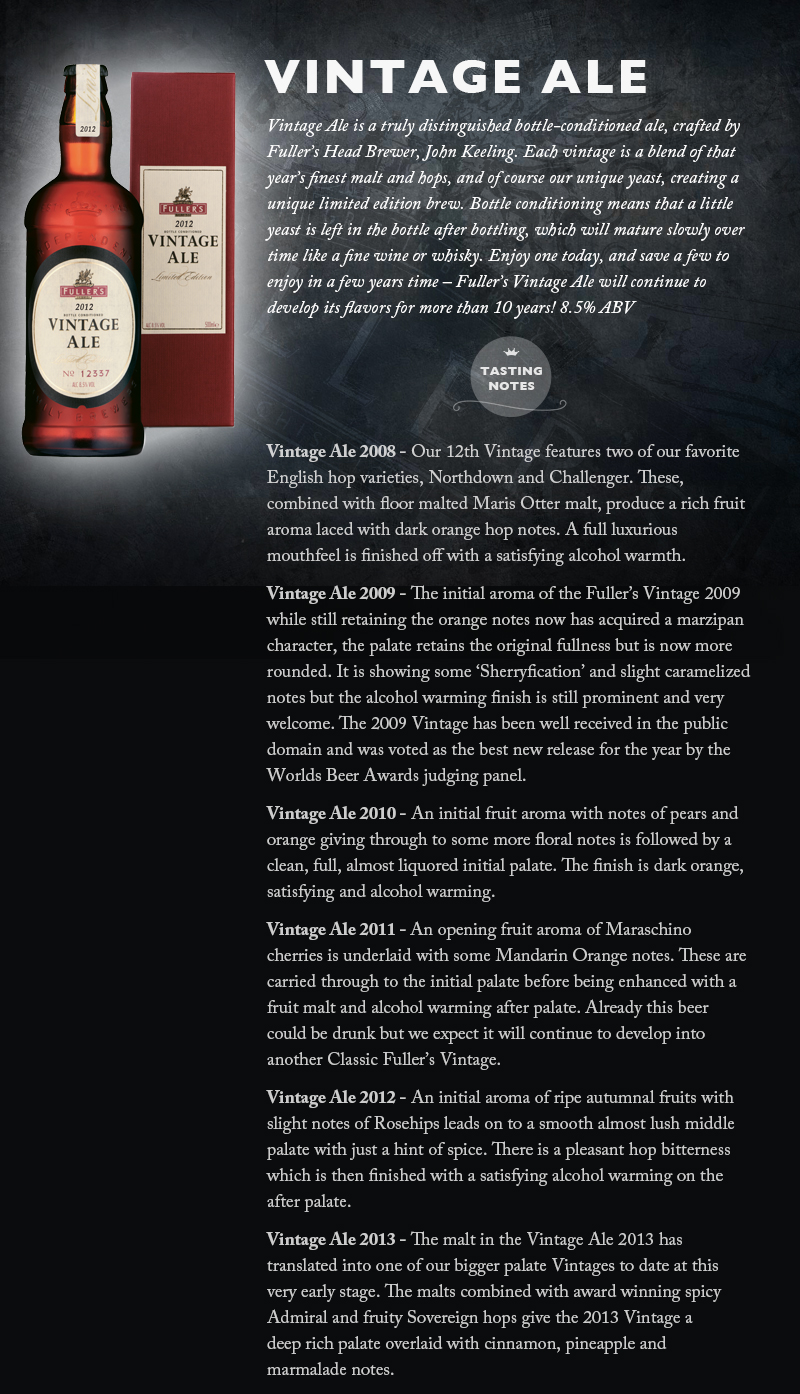 VINTAGE ALE
Vintage Ale is a truly distinguished bottle-conditioned ale, crafted by
Fuller's Head Brewer, John Keeling. Each vintage is a blend of that
year's finest malt and hops, and of course our unique yeast, creating a
unique limited edition brew. Bottle conditioning means that a little
yeast is left in the bottle after bottling, which will mature slowly over
time like a fine wine or whisky. Enjoy one today, and save a few to
enjoy in a few years time – Fuller's Vintage Ale will continue to
develop its flavors for more than 10 years! 8.5% ABV
2012
FULLER'S
2012
BOTTLE CONDITIONED
VINTAGE
ALE
Limited Edition
ALC 8.5% VOL 500ml e
FULLER'S
2012
BOTTLE CONDITIONED
VINTAGE
ALE
No 12337
ALC 8.5% VOL
TASTING
NOTES
Vintage Ale 2008 - Our 12th Vintage features two of our favorite
English hop varieties, Northdown and Challenger. These,
combined with floor malted Maris Otter malt, produce a rich fruit
aroma laced with dark orange hop notes. A full luxurious
mouthfeel is finished off with a satisfying alcohol warmth.
Vintage Ale 2009 - The initial aroma of the Fuller's Vintage 2009
while still retaining the orange notes now has acquired a marzipan
character, the palate retains the original fullness but is now more
rounded. It is showing some 'Sherryfication' and slight caramelized
notes but the alcohol warming finish is still prominent and very
welcome. The 2009 Vintage has been well received in the public
domain and was voted as the best new release for the year by the
Worlds Beer Awards judging panel.
Vintage Ale 2010 - An initial fruit aroma with notes of pears and
orange giving through to some more floral notes is followed by a
clean, full, almost liquored initial palate. The finish is dark orange,
satisfying and alcohol warming.
Vintage Ale 2011 - An opening fruit aroma of Maraschino
cherries is underlaid with some Mandarin Orange notes. These are
carried through to the initial palate before being enhanced with a
fruit malt and alcohol warming after palate. Already this beer
could be drunk but we expect it will continue to develop into
another Classic Fuller's Vintage.
Vintage Ale 2012 - An initial aroma of ripe autumnal fruits with
slight notes of Rosehips leads on to a smooth almost lush middle
palate with just a hint of spice. There is a pleasant hop bitterness
which is then finished with a satisfying alcohol warming on the
after palate.
Vintage Ale 2013 - The malt in the Vintage Ale 2013 has
translated into one of our bigger palate Vintages to date at this
very early stage. The malts combined with award winning spicy
Admiral and fruity Sovereign hops give the 2013 Vintage a
deep rich palate overlaid with cinnamon, pineapple and
marmalade notes.